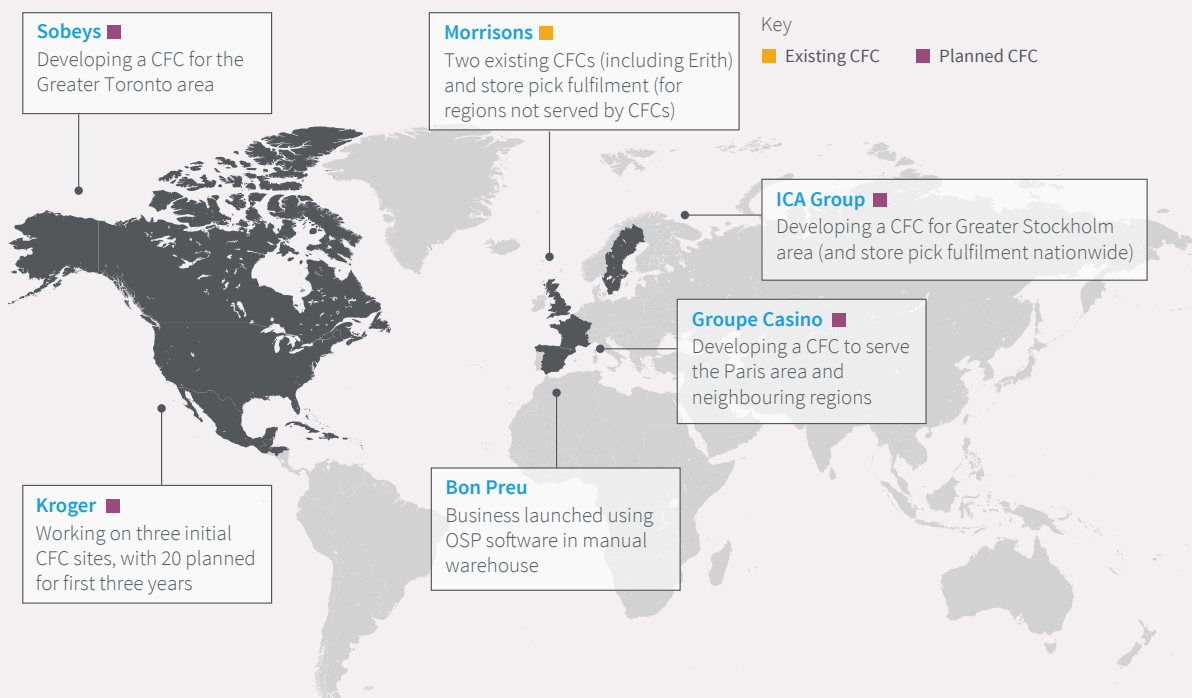 Sobeys
Developing a CFC for the
Greater Toronto area
Morrisons
Two existing CFCs (including Erith)
and store pick fulfilment (for
regions not served by CFCs)
Key
Existing CFC
Planned CFC
ICA Group
Developing a CFC for Greater Stockholm
area (and store pick fulfilment nationwide)
Groupe Casino
Developing a CFC to serve
the Paris area and
neighbouring regions
Bon Preu
Business launched using
OSP software in manual
warehouse
Kroger
Working on three initial
CFC sites, with 20 planned
for first three years